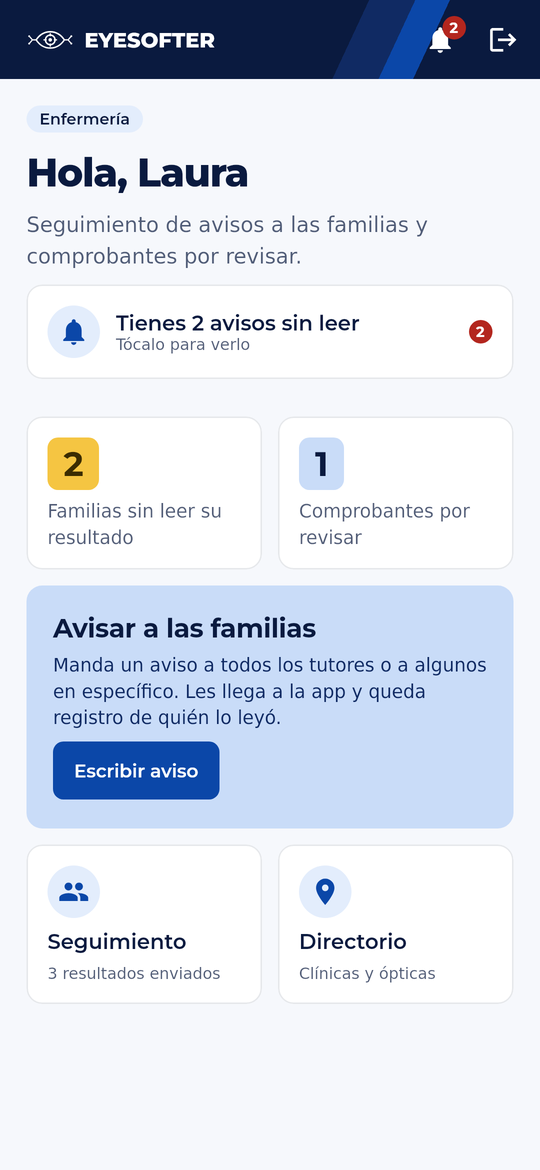 EYESOFTER
2
Enfermería
Hola, Laura
Seguimiento de avisos a las familias y
comprobantes por revisar.
Tienes 2 avisos sin leer
Tócalo para verlo
2
2
Familias sin leer su
resultado
1
Comprobantes por
revisar
Avisar a las familias
Manda un aviso a todos los tutores o a algunos
en específico. Les llega a la app y queda
registro de quién lo leyó.
Escribir aviso
Seguimiento
3 resultados enviados
Directorio
Clínicas y ópticas